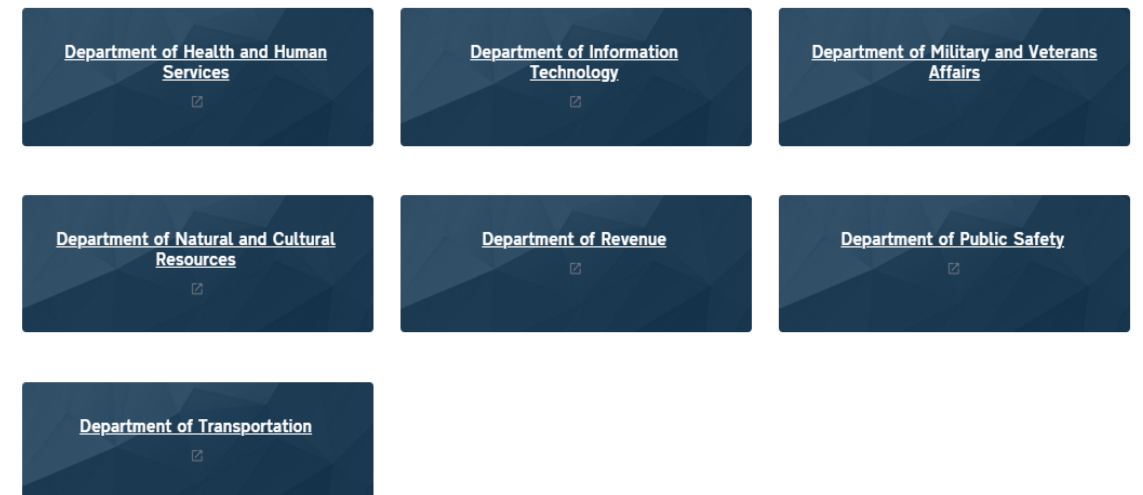 Department of Health and Human
Services
Department of Information
Technology
Department of Military and Veterans
Affairs
Department of Natural and Cultural
Resources
Department of Revenue
Department of Public Safety
Department of Transportation